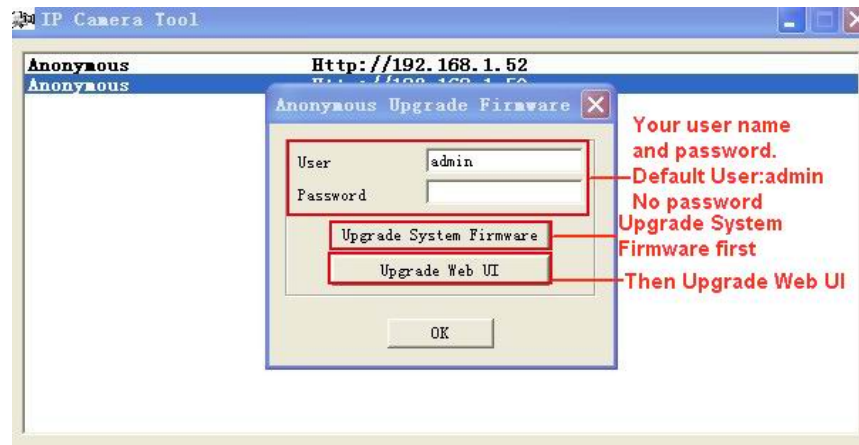 IP Camera Tool
Anonymous Http://192.168.1.52
Anonymous
Anonymous Upgrade Firmware
User admin
Password
Upgrade System Firmware
Upgrade Web UI
OK
Your user name
and password.
Default User:admin
No password
Upgrade System
Firmware first
Then Upgrade Web UI